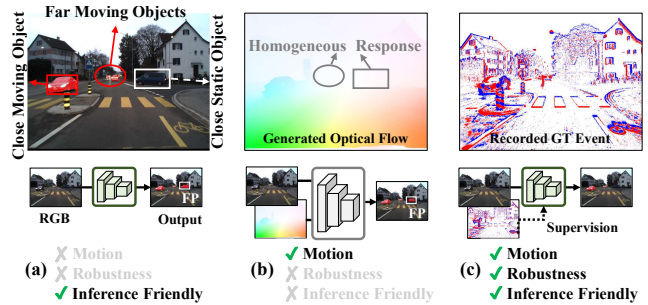 Far Moving Objects
Close Moving Object
Close Static Object
Homogeneous Response
Generated Optical Flow
Recorded GT Event
RGB
Output
FP
FP
Supervision
(a)
✗ Motion
✗ Robustness
✓ Inference Friendly
(b)
✓ Motion
✗ Robustness
✗ Inference Friendly
(c)
✓ Motion
✓ Robustness
✓ Inference Friendly